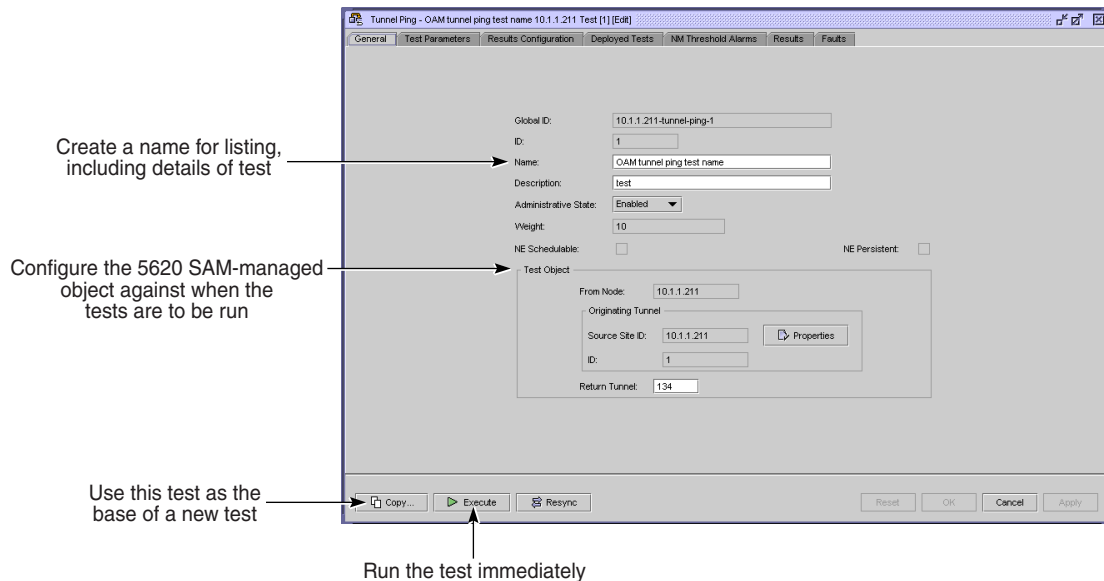 Tunnel Ping - OAM tunnel ping test name 10.1.1.211 Test [1] [Edit]
General Test Parameters Results Configuration Deployed Tests NM Threshold Alarms Results Faults
Global ID: 10.1.1.211-tunnel-ping-1
ID: 1
Create a name for listing,
including details of test
Name: OAM tunnel ping test name
Description: test
Administrative State: Enabled
Weight: 10
NE Schedulable: NE Persistent:
Configure the 5620 SAM-managed
object against when the
tests are to be run
Test Object
From Node: 10.1.1.211
Originating Tunnel
Source Site ID: 10.1.1.211 Properties
ID: 1
Return Tunnel: 134
Use this test as the
base of a new test
Copy... Execute Resync Reset OK Cancel Apply
Run the test immediately